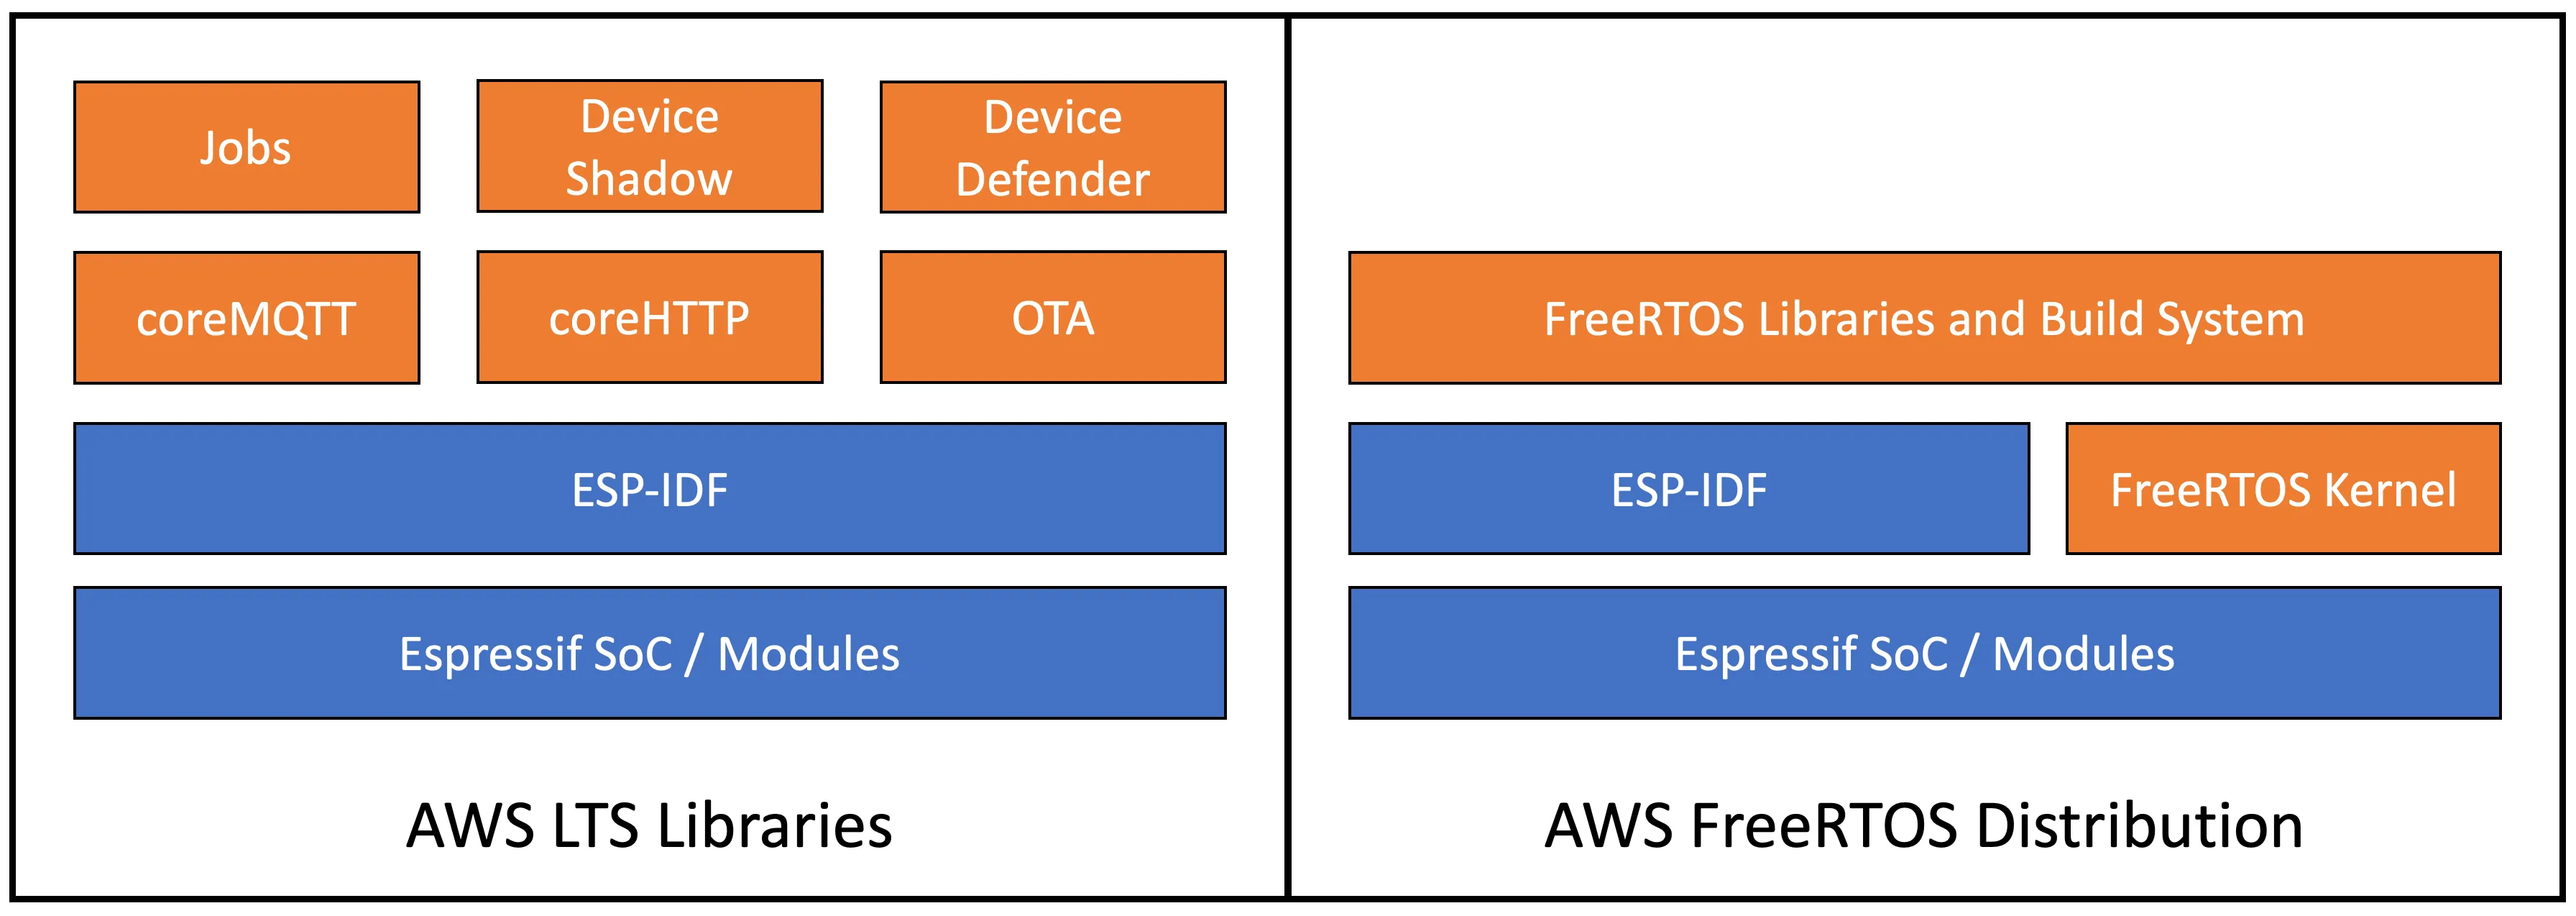 Jobs
Device
Shadow
Device
Defender
coreMQTT
coreHTTP
OTA
ESP-IDF
Espressif SoC / Modules
AWS LTS Libraries
FreeRTOS Libraries and Build System
ESP-IDF
FreeRTOS Kernel
Espressif SoC / Modules
AWS FreeRTOS Distribution